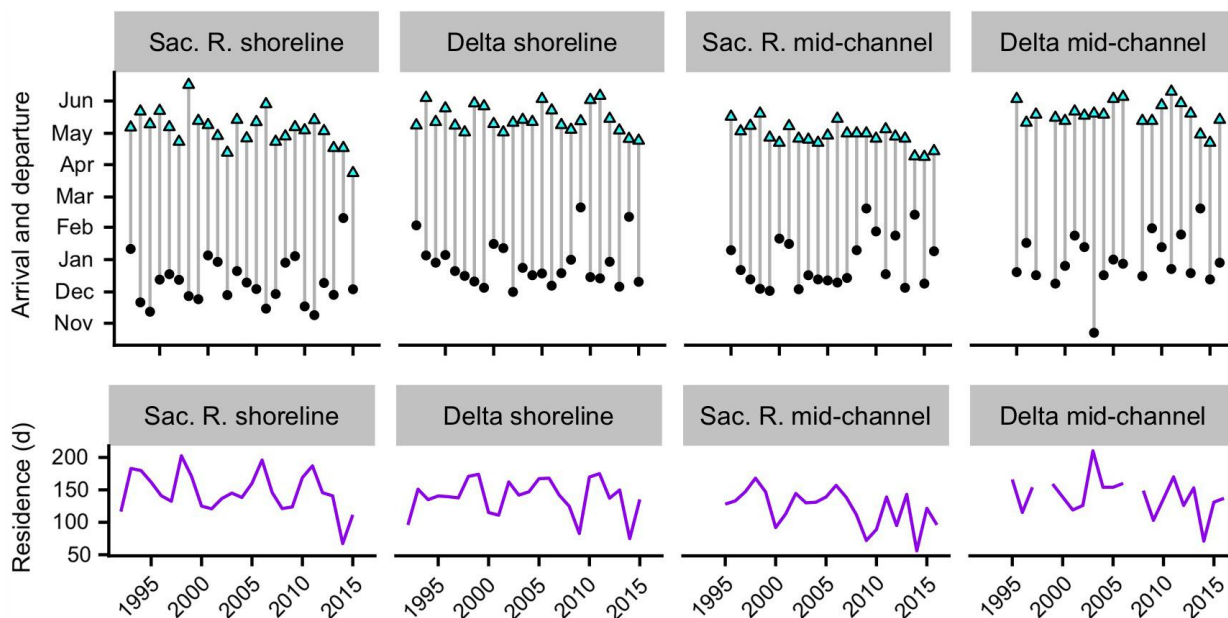 Sac. R. shoreline
Delta shoreline
Sac. R. mid-channel
Delta mid-channel
Arrival and departure
Jun
May
Apr
Mar
Feb
Jan
Dec
Nov
Sac. R. shoreline
Delta shoreline
Sac. R. mid-channel
Delta mid-channel
Residence (d)
200
150
100
50
1995
2000
2005
2010
2015
1995
2000
2005
2010
2015
1995
2000
2005
2010
2015
1995
2000
2005
2010
2015